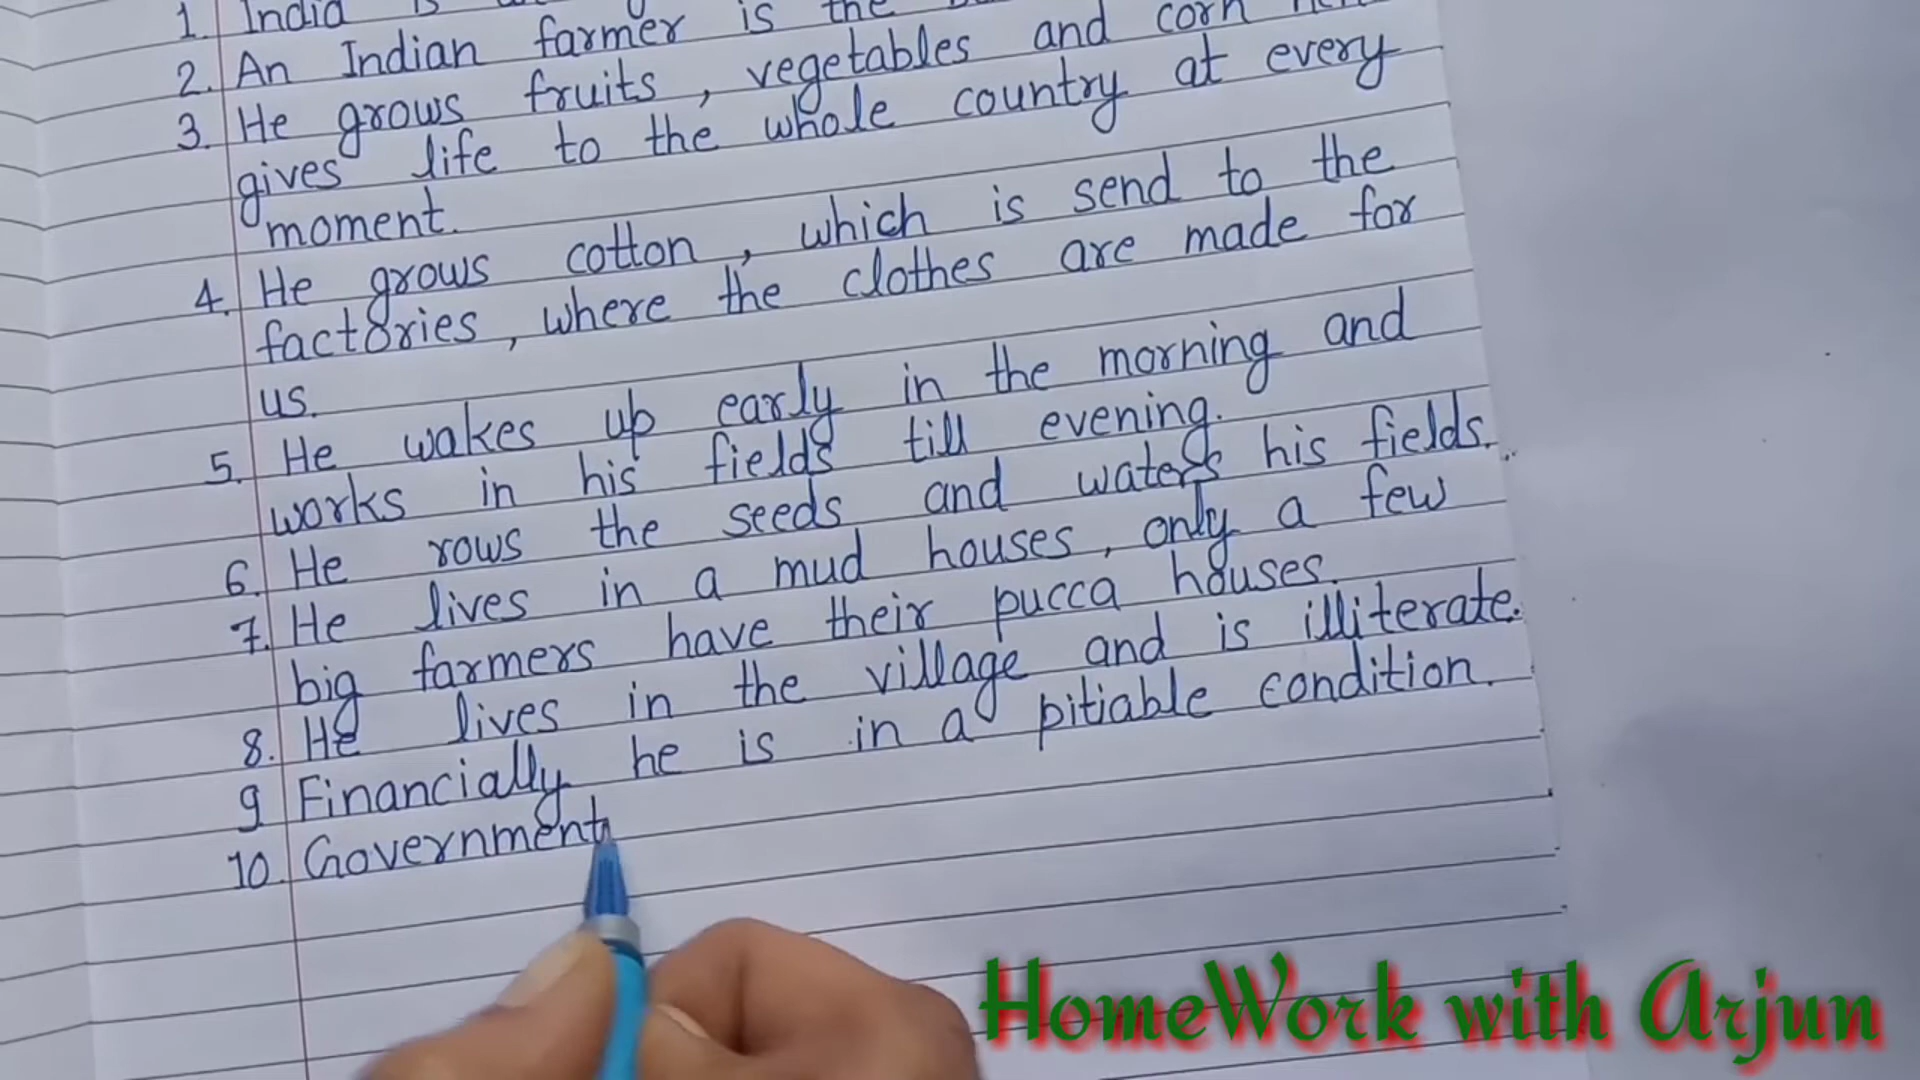 1. India is
2. An Indian farmer is the
3. He grows fruits, vegetables and corn
gives life to the whole country at every
moment.
4. He grows cotton, which is send to the
factories, where the clothes are made for
us.
5. He wakes up early in the morning and
works in his fields till evening.
6. He rows the seeds and waters his fields.
7. He lives in a mud houses, only a few
big farmers have their pucca houses.
8. He lives in the village and is illiterate.
9 Financially he is in a pitiable condition.
10. Government
HomeWork with Arjun